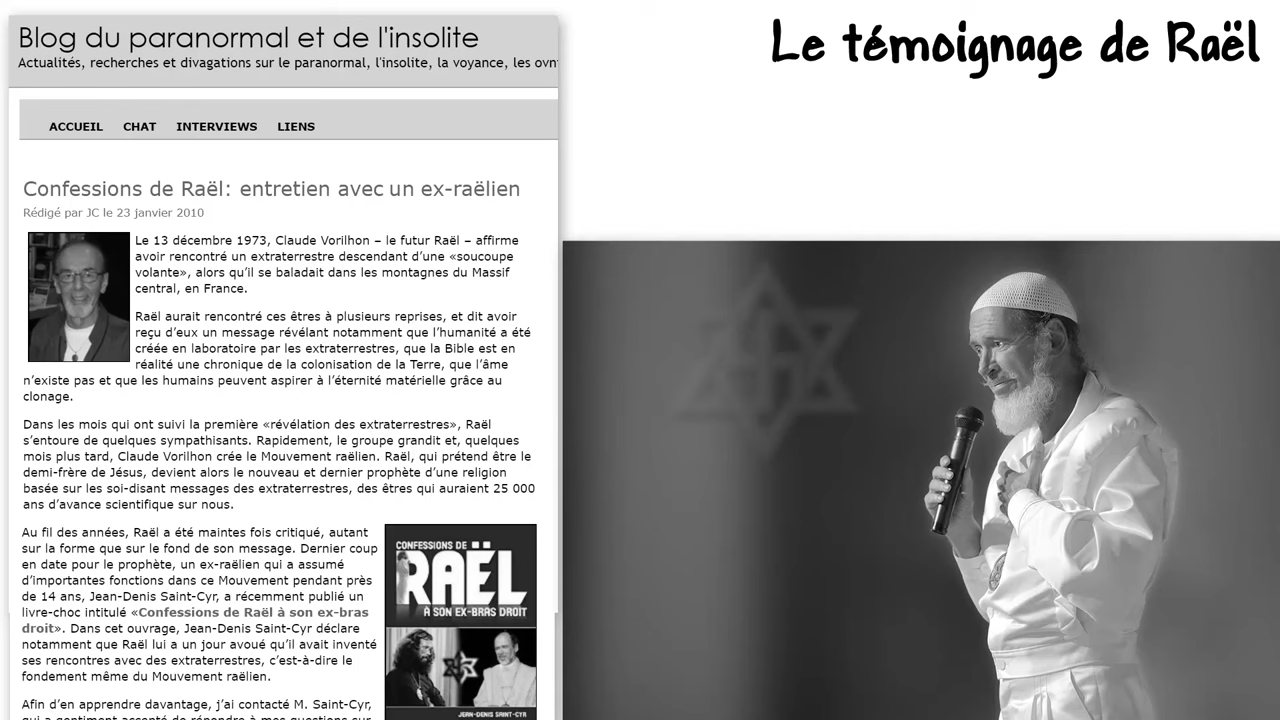 Blog du paranormal et de l'insolite
Actualités, recherches et divagations sur le paranormal, l'insolite, la voyance, les ovn
Le témoignage de Raël
ACCUEIL CHAT INTERVIEWS LIENS
Confessions de Raël: entretien avec un ex-raëlien
Rédigé par JC le 23 janvier 2010
Le 13 décembre 1973, Claude Vorilhon – le futur Raël – affirme
avoir rencontré un extraterrestre descendant d’une «soucoupe
volante», alors qu’il se baladait dans les montagnes du Massif
central, en France.
Raël aurait rencontré ces êtres à plusieurs reprises, et dit avoir
reçu d’eux un message révélant notamment que l’humanité a été
créée en laboratoire par les extraterrestres, que la Bible est en
réalité une chronique de la colonisation de la Terre, que l’âme
n’existe pas et que les humains peuvent aspirer à l’éternité matérielle grâce au
clonage.
Dans les mois qui ont suivi la première «révélation des extraterrestres», Raël
s’entoure de quelques sympathisants. Rapidement, le groupe grandit et, quelques
mois plus tard, Claude Vorilhon crée le Mouvement raëlien. Raël, qui prétend être le
demi-frère de Jésus, devient alors le nouveau et dernier prophète d’une religion
basée sur les soi-disant messages des extraterrestres, des êtres qui auraient 25 000
ans d’avance scientifique sur nous.
Au fil des années, Raël a été maintes fois critiqué, autant
sur la forme que sur le fond de son message. Dernier coup
en date pour le prophète, un ex-raëlien qui a assumé
d’importantes fonctions dans ce Mouvement pendant près
de 14 ans, Jean-Denis Saint-Cyr, a récemment publié un
livre-choc intitulé «Confessions de Raël à son ex-bras
droit». Dans cet ouvrage, Jean-Denis Saint-Cyr déclare
notamment que Raël lui a un jour avoué qu’il avait inventé
ses rencontres avec des extraterrestres, c’est-à-dire le
fondement même du Mouvement raëlien.
Afin d’en apprendre davantage, j’ai contacté M. Saint-Cyr,
qui a gentiment accepté de répondre à mes questions sur
CONFESSIONS DE
RAËL
À SON EX-BRAS DROIT
JEAN-DENIS SAINT-CYR